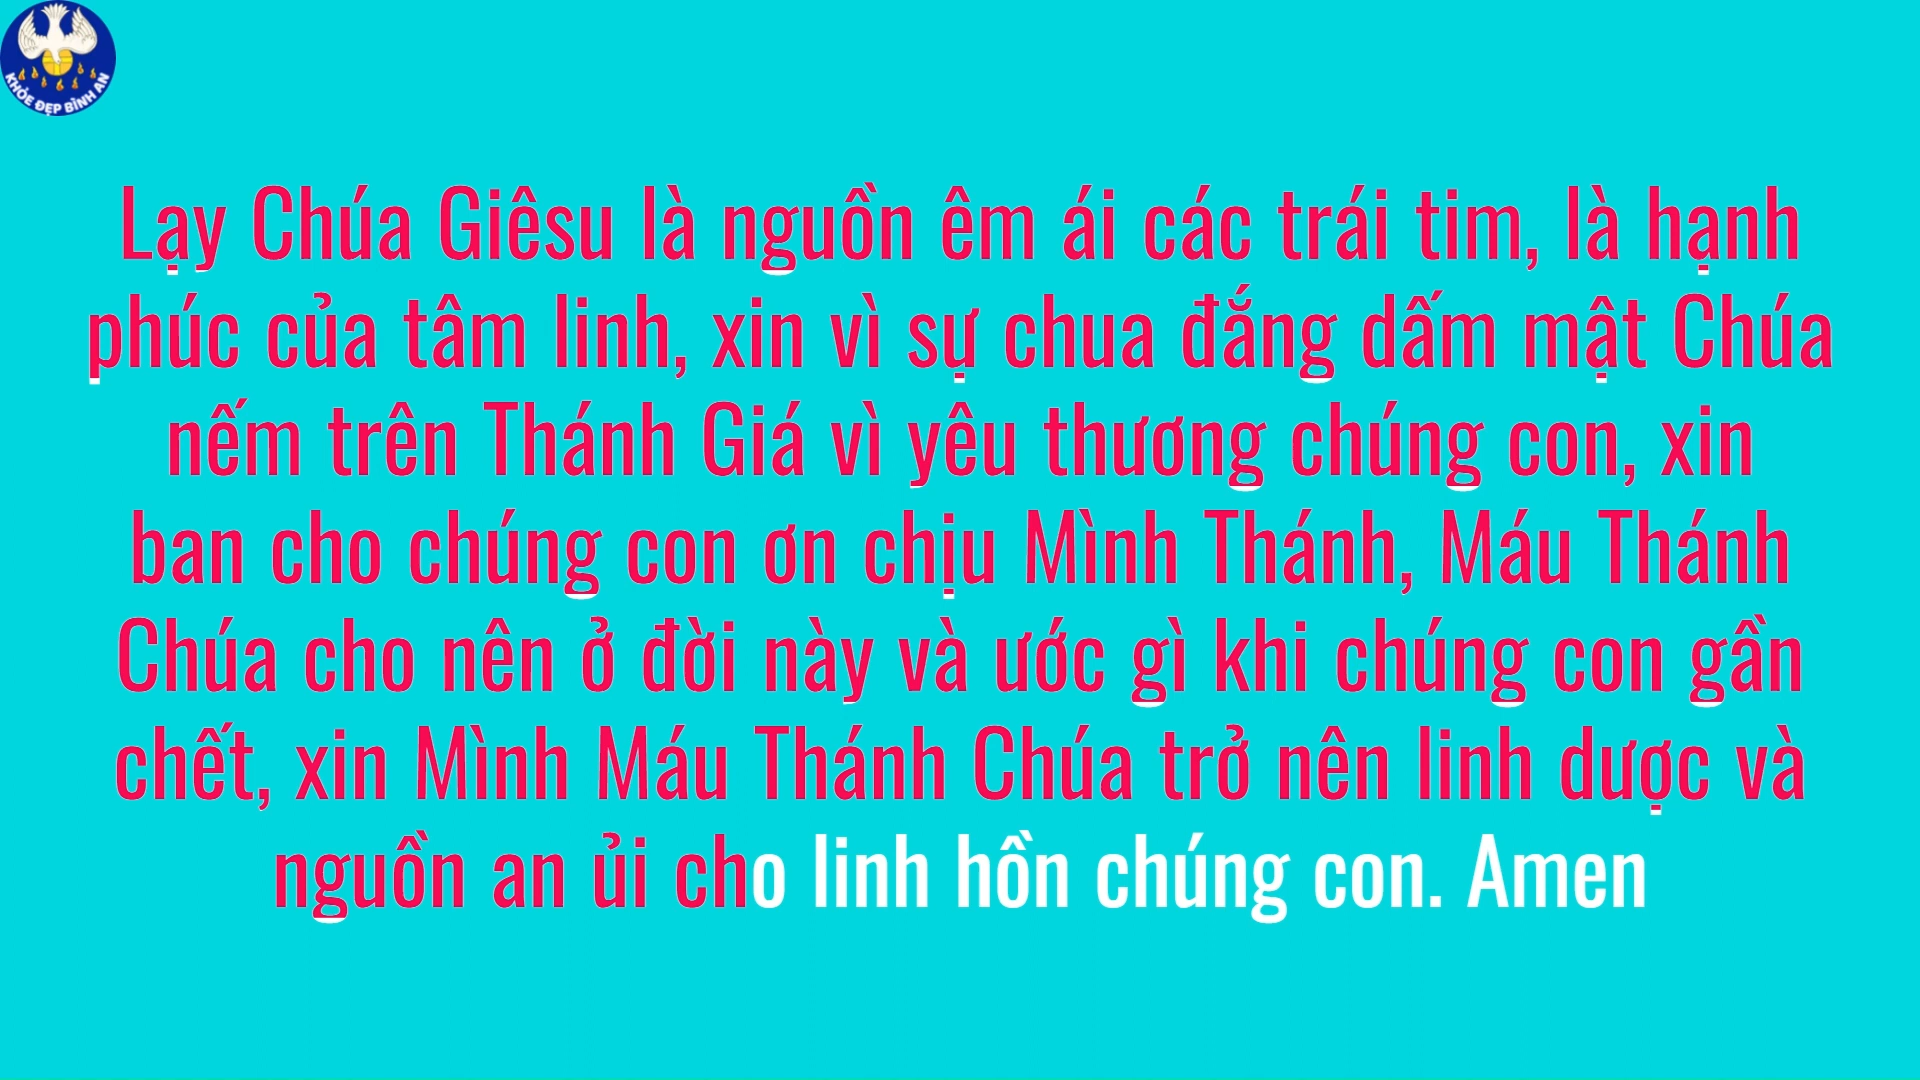 KHỎE ĐẸP BÌNH AN
Lạy Chúa Giêsu là nguồn êm ái các trái tim, là hạnh
phúc của tâm linh, xin vì sự chua đắng dấm mật Chúa
nếm trên Thánh Giá vì yêu thương chúng con, xin
ban cho chúng con ơn chịu Mình Thánh, Máu Thánh
Chúa cho nên ở đời này và ước gì khi chúng con gần
chết, xin Mình Máu Thánh Chúa trở nên linh dược và
nguồn an ủi cho linh hồn chúng con. Amen